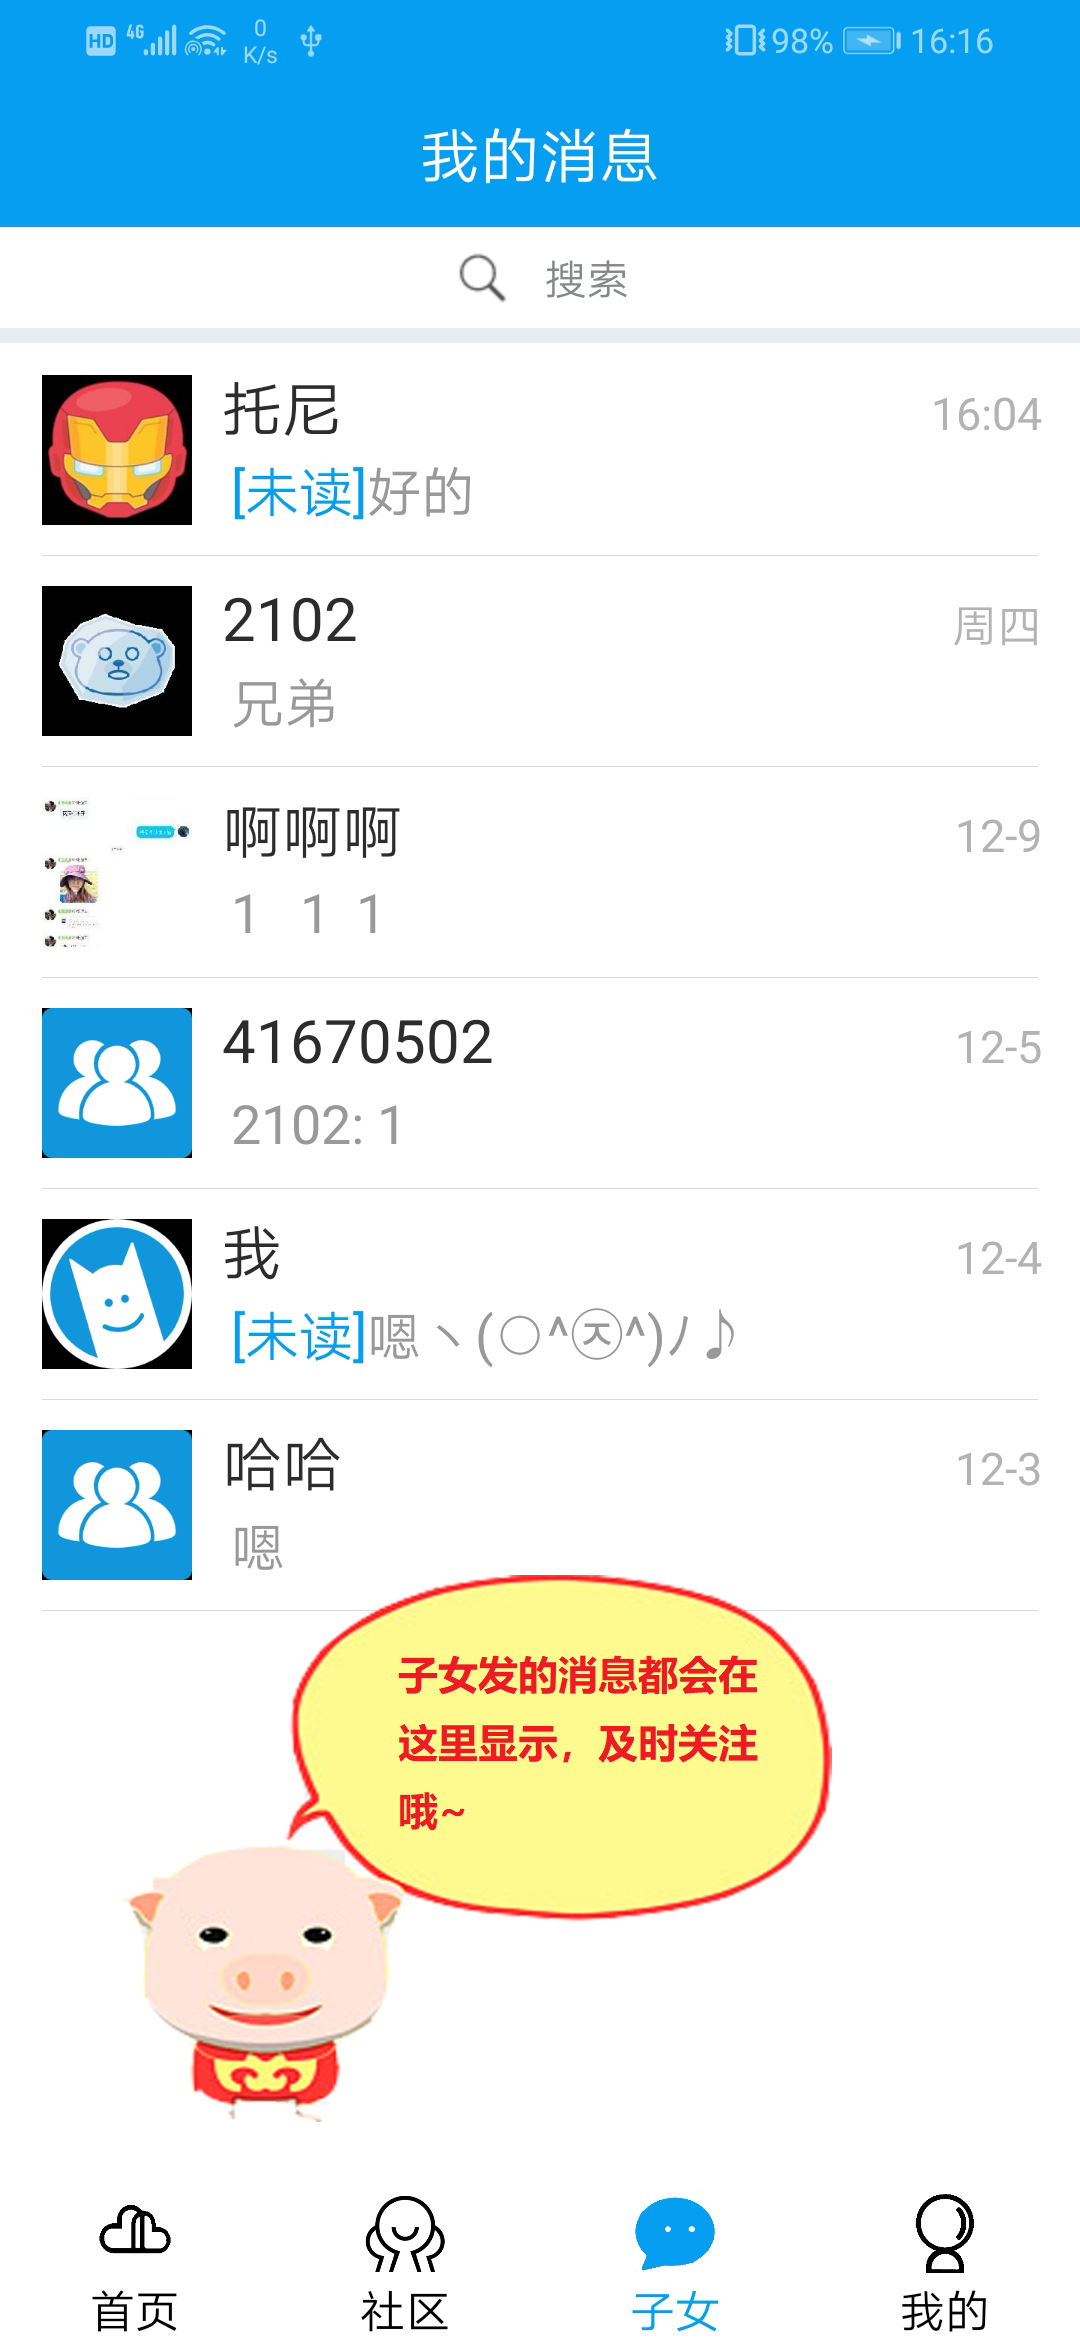 HD 4G 0 K/s 98% 16:16
我的消息
搜索
托尼 16:04
[未读]好的
2102 周四
兄弟
啊啊啊 12-9
1 1 1
41670502 12-5
2102: 1
我 12-4
[未读]嗯丶(○^㉨^)ﾉ♪
哈哈 12-3
嗯
子女发的消息都会在
这里显示，及时关注
哦~
首页 社区 子女 我的